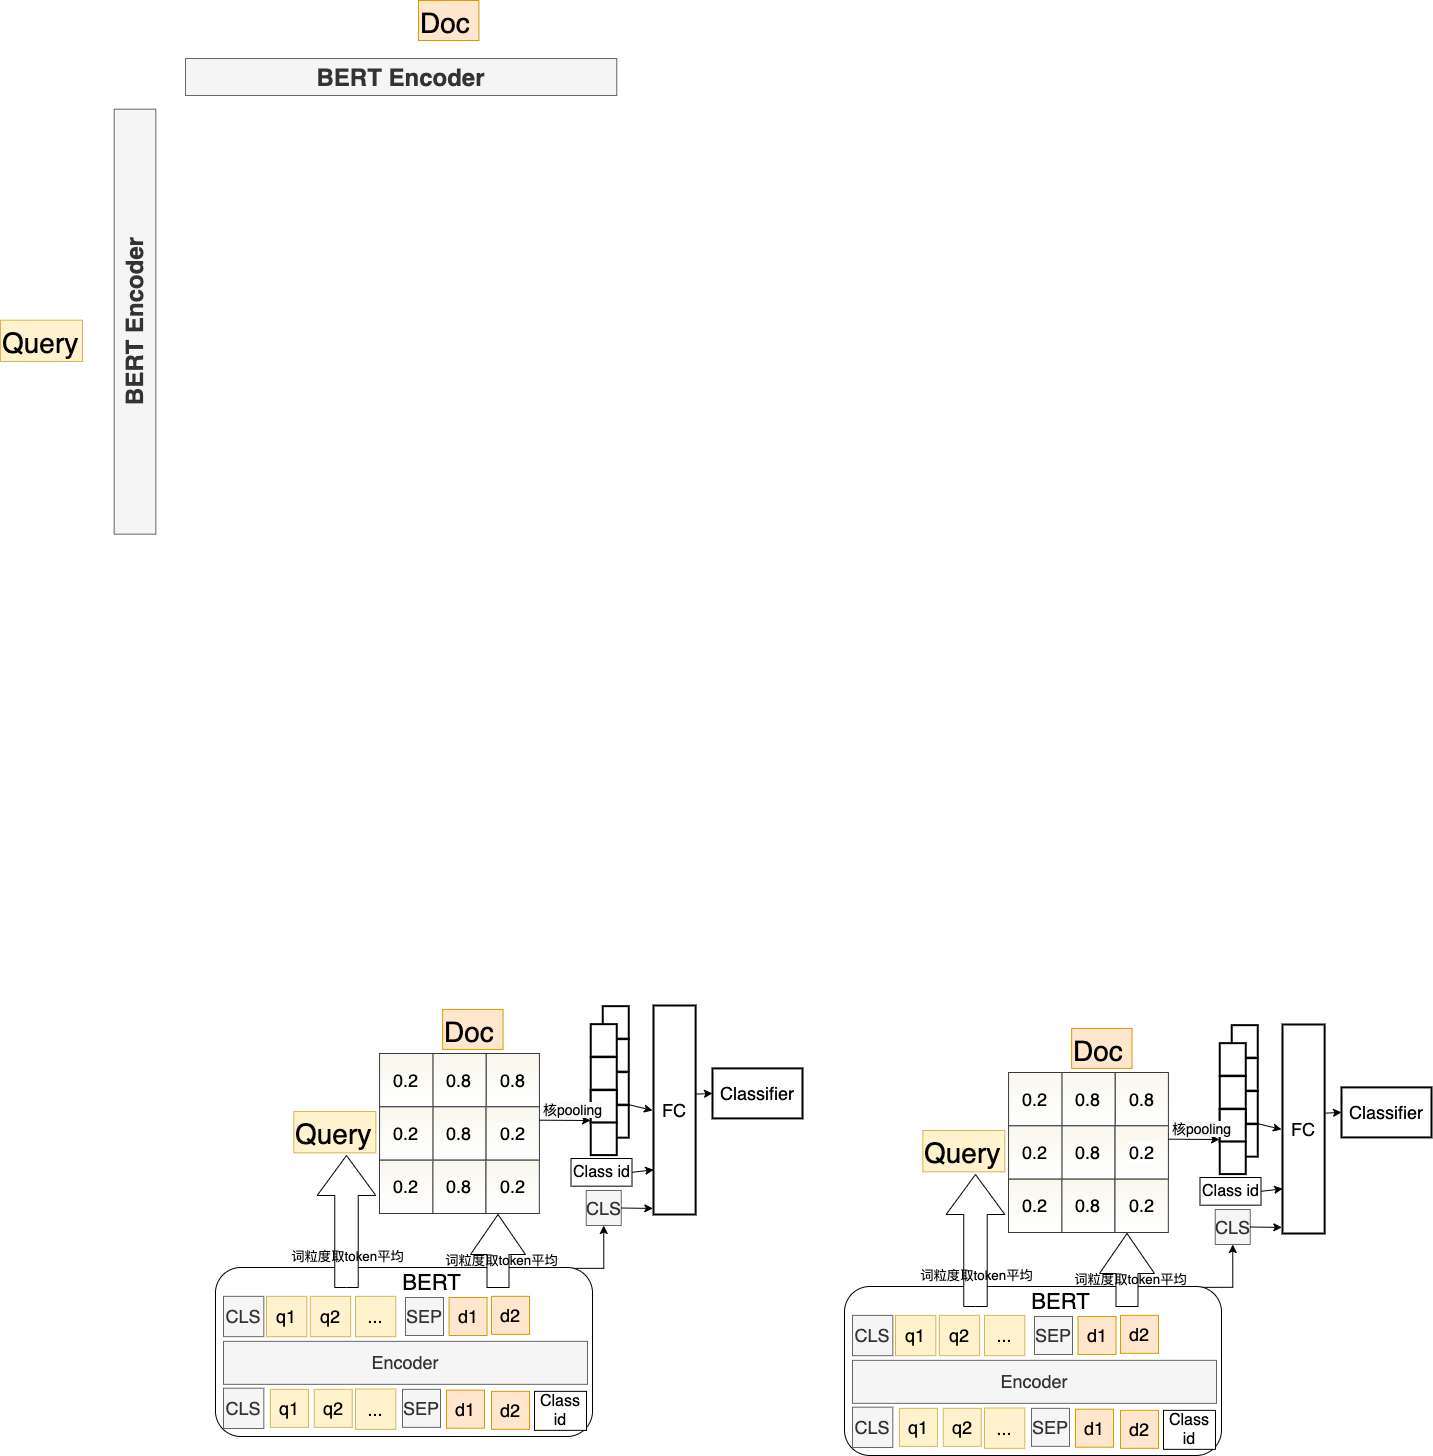 Doc
BERT Encoder
BERT Encoder
Query
Doc
0.2 0.8 0.8
0.2 0.8 0.2
0.2 0.8 0.2
Query
核pooling
Class id
CLS
FC
Classifier
词粒度取token平均
词粒度取token平均
BERT
CLS q1 q2 ... SEP d1 d2
Encoder
CLS q1 q2 ... SEP d1 d2 Class
id
Doc
0.2 0.8 0.8
0.2 0.8 0.2
0.2 0.8 0.2
Query
核pooling
Class id
CLS
FC
Classifier
词粒度取token平均
词粒度取token平均
BERT
CLS q1 q2 ... SEP d1 d2
Encoder
CLS q1 q2 ... SEP d1 d2 Class
id